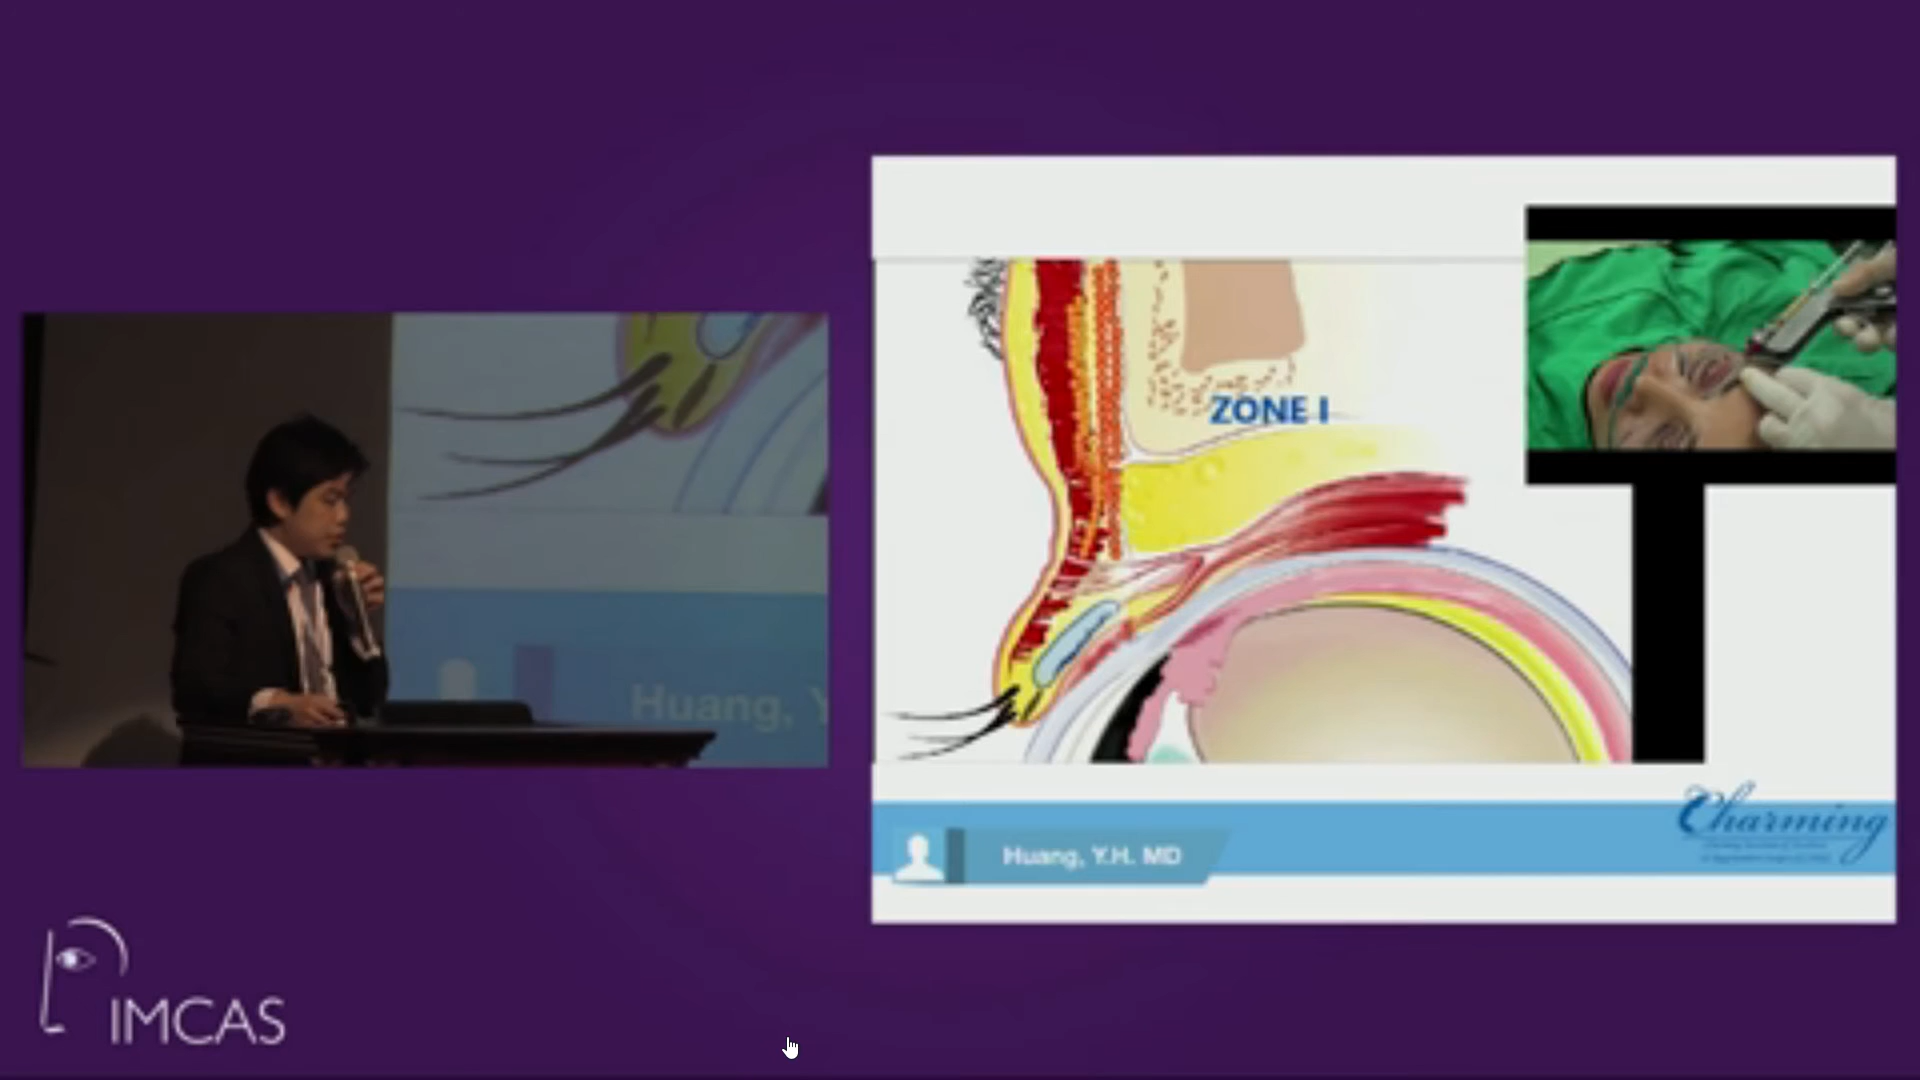 ZONE I
Huang, Y
Huang, Y.H. MD
Charming
IMCAS